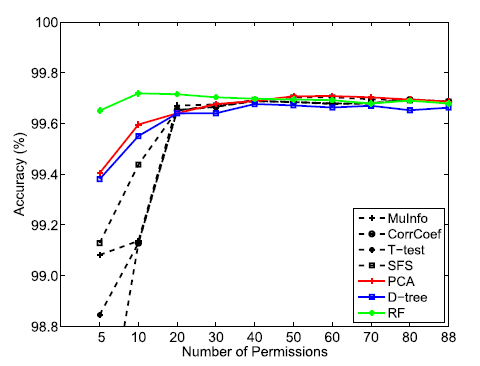 100
99.8
99.6
99.4
99.2
99.0
98.8
Accuracy (%)
5 10 20 30 40 50 60 70 80 88
Number of Permissions
MuInfo
CorrCoef
T-test
SFS
PCA
D-tree
RF